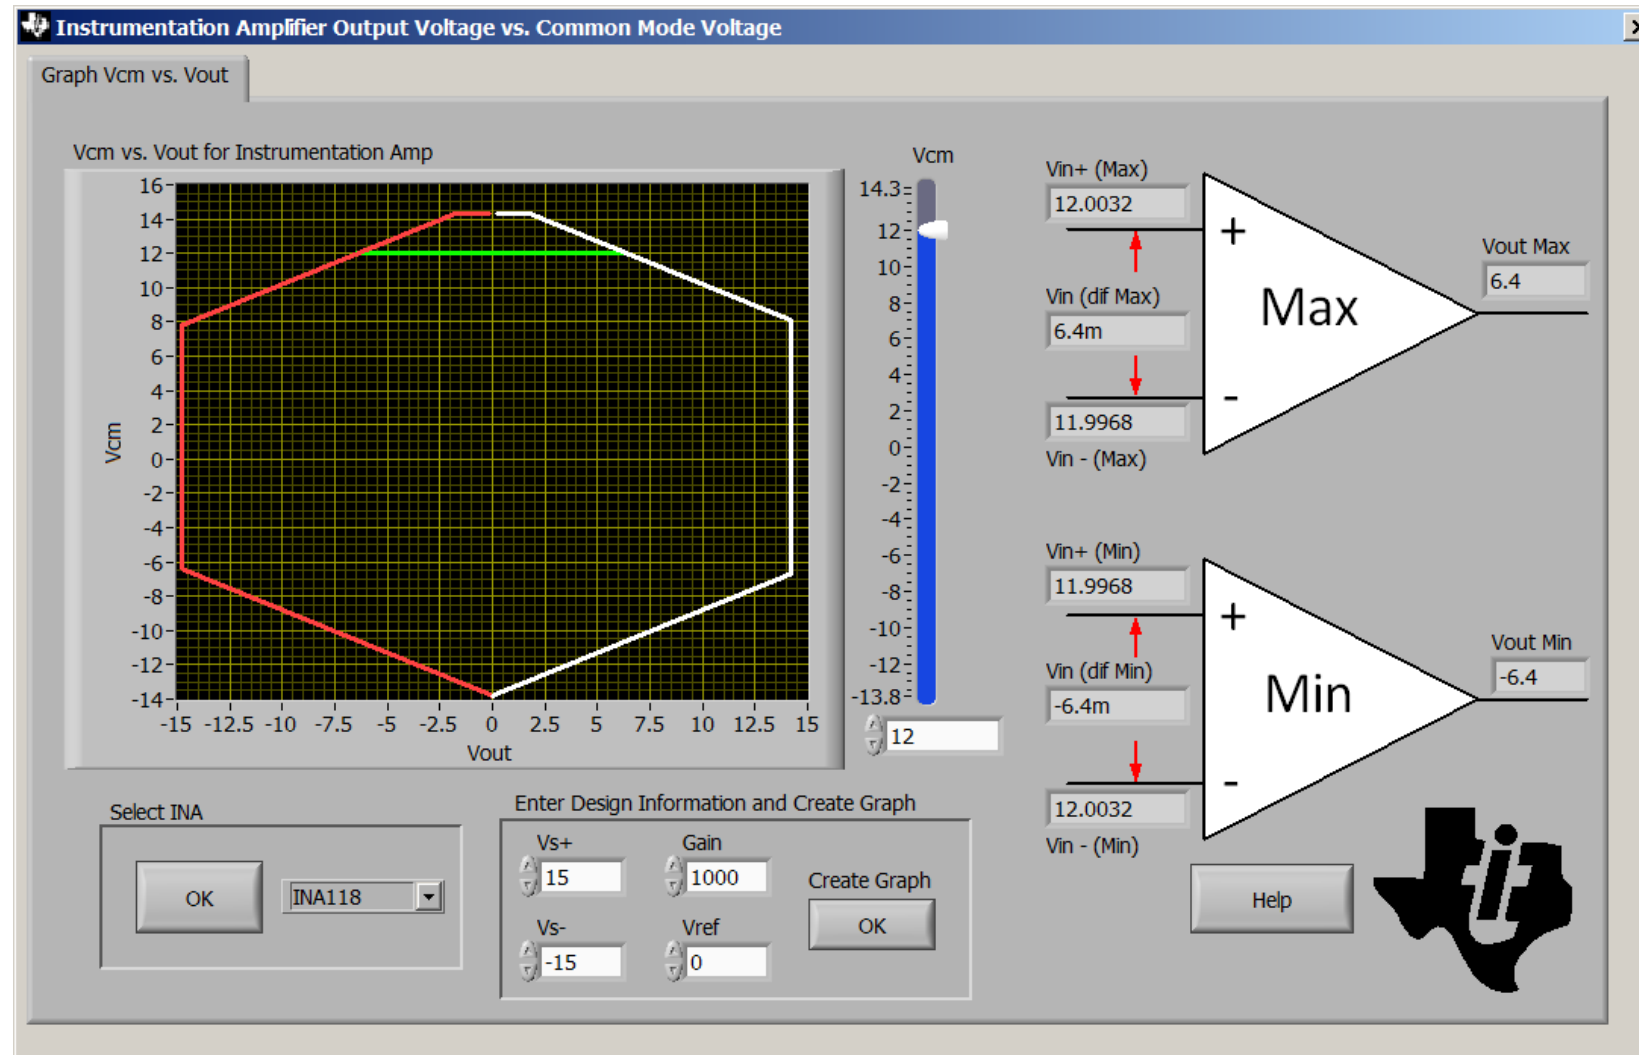 Instrumentation Amplifier Output Voltage vs. Common Mode Voltage
Graph Vcm vs. Vout
Vcm vs. Vout for Instrumentation Amp
16
14
12
10
8
6
4
2
0
-2
-4
-6
-8
-10
-12
-14
Vcm
-15 -12.5 -10 -7.5 -5 -2.5 0 2.5 5 7.5 10 12.5 15
Vout
Vcm
14.3
12
10
8
6
4
2
0
-2
-4
-6
-8
-10
-12
-13.8
12
Vin+ (Max)
12.0032
Vin (dif Max)
6.4m
11.9968
Vin - (Max)
+
Max
-
Vout Max
6.4
Vin+ (Min)
11.9968
Vin (dif Min)
-6.4m
12.0032
Vin - (Min)
+
Min
-
Vout Min
-6.4
Select INA
OK
INA118
Enter Design Information and Create Graph
Vs+ Gain
15 1000
Vs- Vref
-15 0
Create Graph
OK
Help
ti